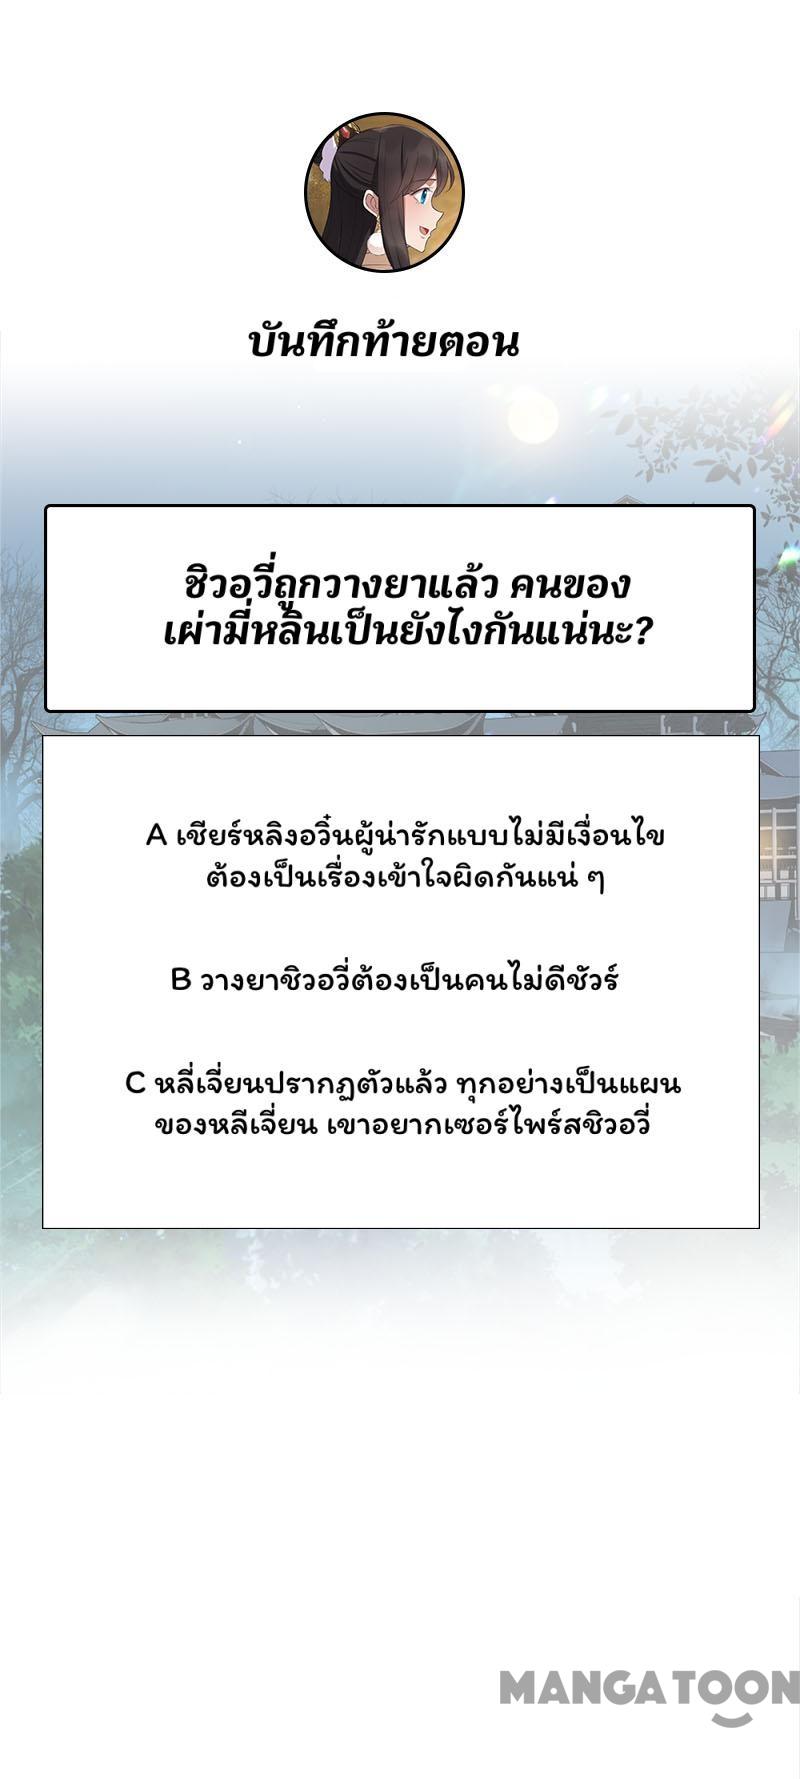 บันทึกท้ายตอน
ชิวอวี่ถูกวางยาแล้ว คนของ
เผ่ามี่หลินเป็นยังไงกันแน่นะ?
A เชียร์หลิงอวิ๋นผู้น่ารักแบบไม่มีเงื่อนไข
ต้องเป็นเรื่องเข้าใจผิดกันแน่ ๆ
B วางยาชิวอวี่ต้องเป็นคนไม่ดีชัวร์
C หลี่เจี่ยนปรากฏตัวแล้ว ทุกอย่างเป็นแผน
ของหลีเจี่ยน เขาอยากเซอร์ไพร์สชิวอวี่
MANGATOON